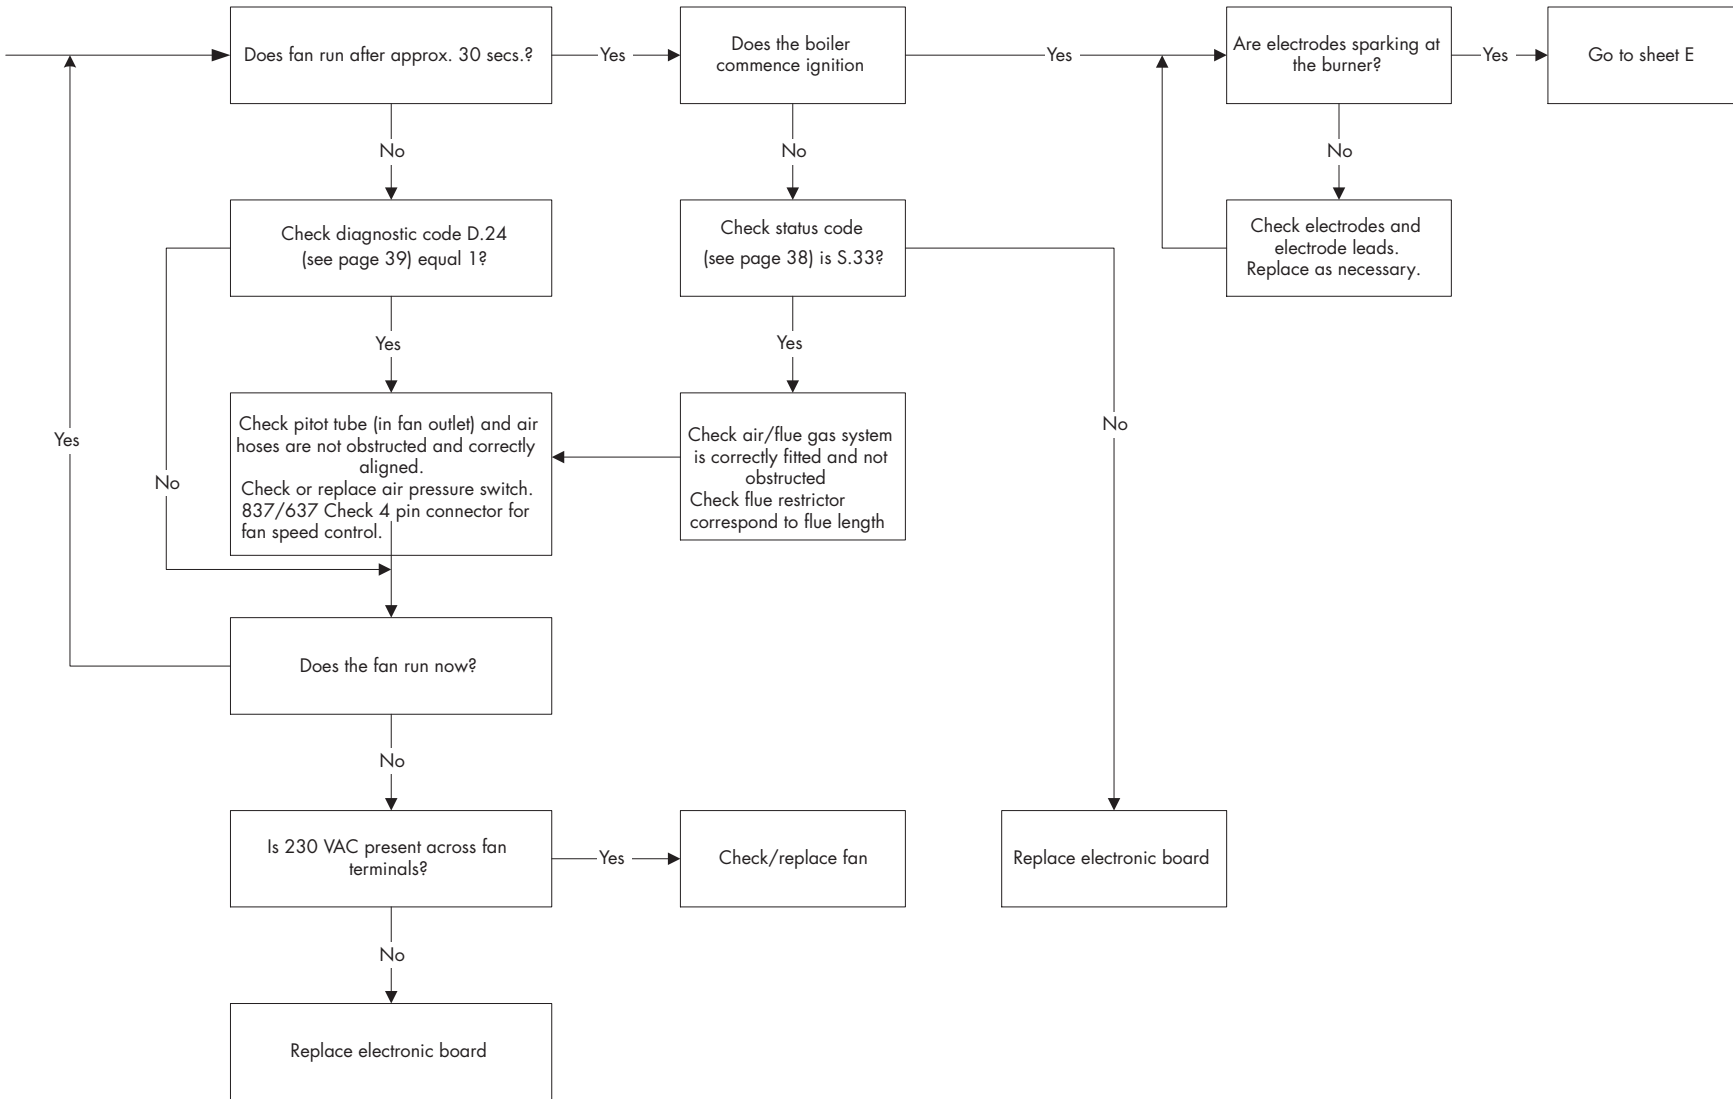 Does fan run after approx. 30 secs.?
Yes
Does the boiler
commence ignition
Yes
Are electrodes sparking at
the burner?
Yes
Go to sheet E
No
No
No
Check diagnostic code D.24
(see page 39) equal 1?
Check status code
(see page 38) is S.33?
Check electrodes and
electrode leads.
Replace as necessary.
Yes
Yes
Check pitot tube (in fan outlet) and air
hoses are not obstructed and correctly
aligned.
Check or replace air pressure switch.
837/637 Check 4 pin connector for
fan speed control.
Check air/flue gas system
is correctly fitted and not
obstructed
Check flue restrictor
correspond to flue length
No
Yes
No
Does the fan run now?
No
Is 230 VAC present across fan
terminals?
Yes
Check/replace fan
Replace electronic board
No
Replace electronic board